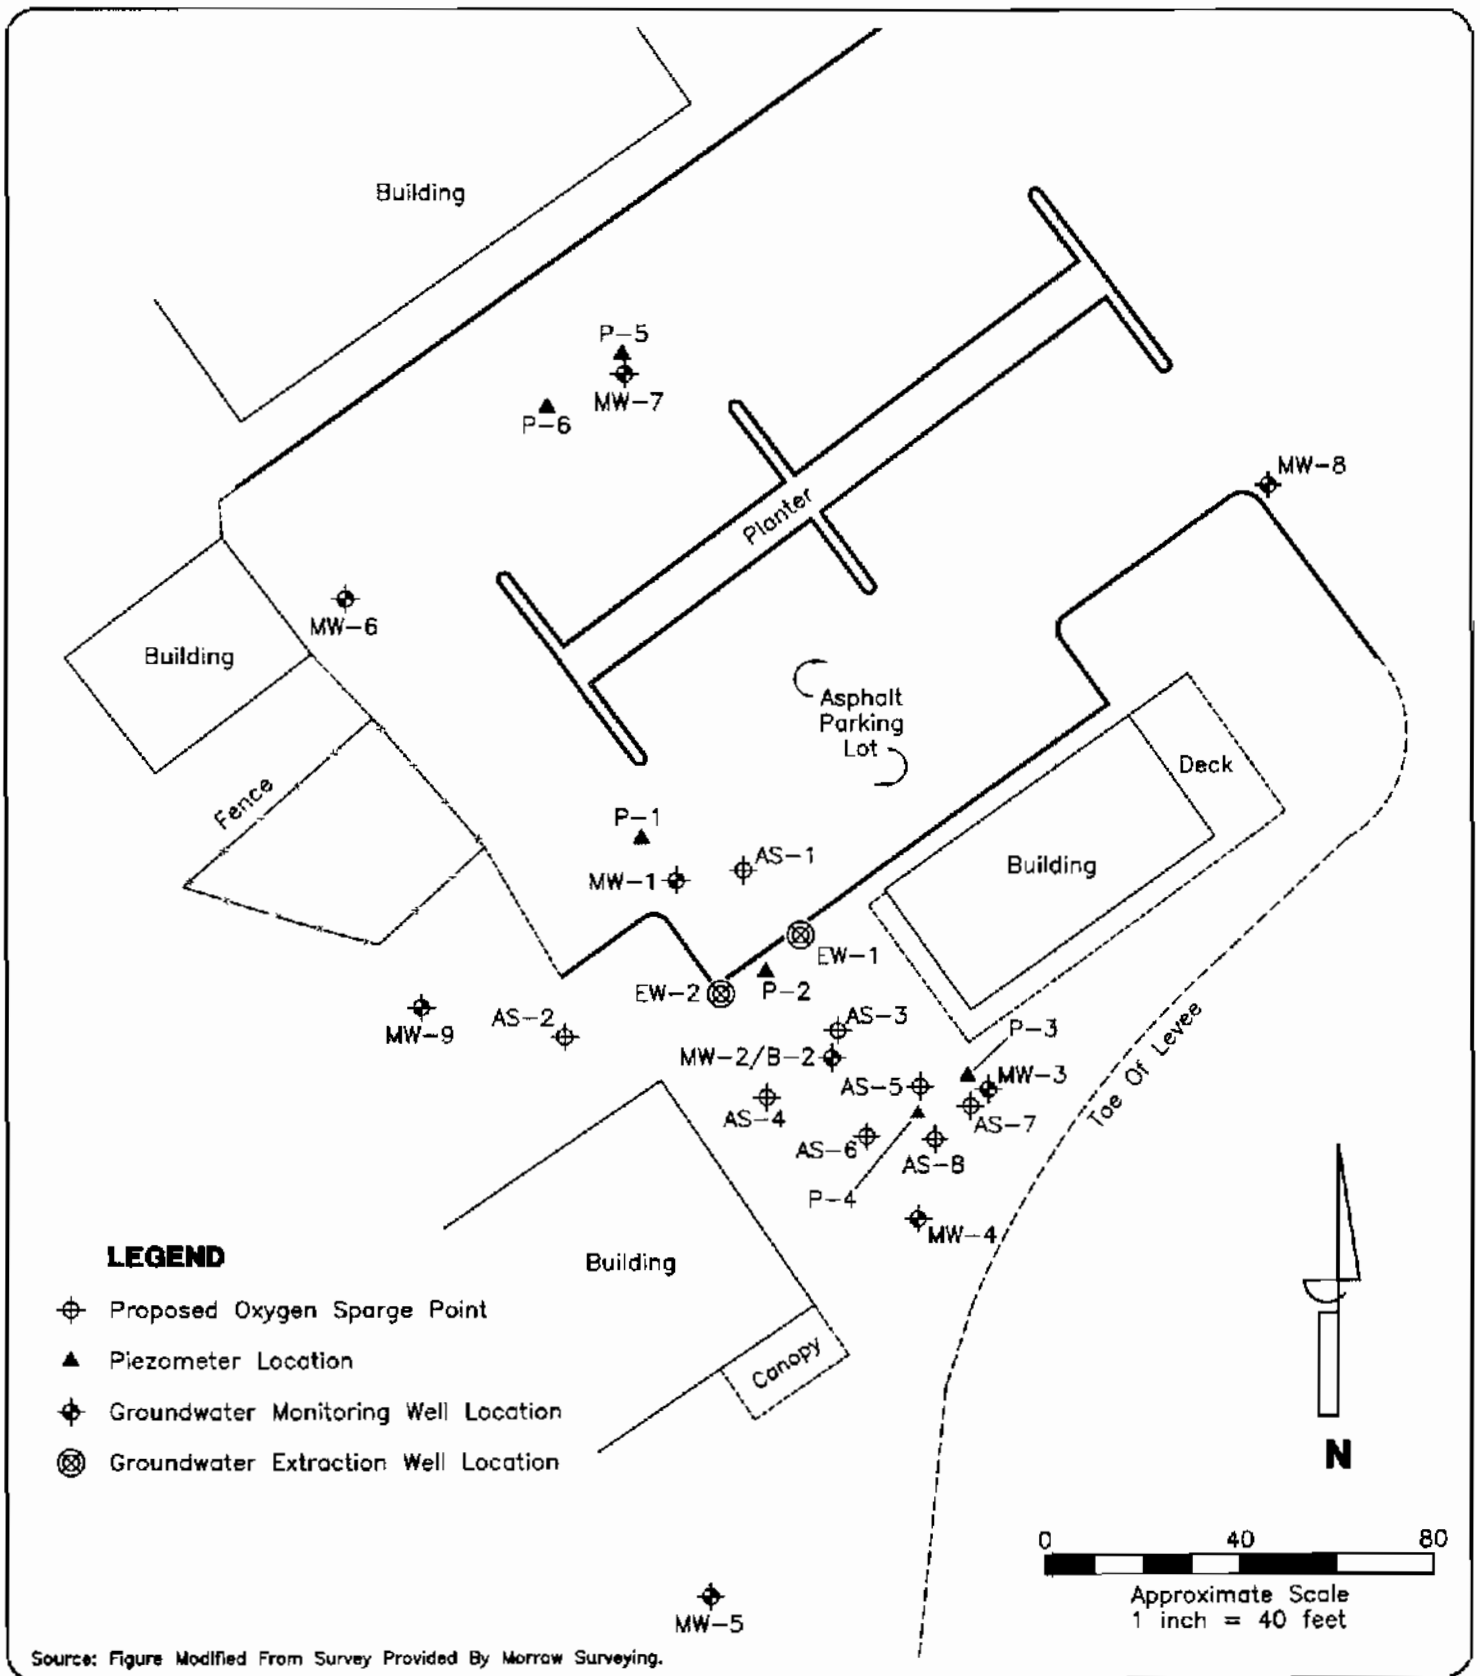 Building
P-5
MW-7
P-6
MW-8
Planter
MW-6
Building
Asphalt
Parking
Lot
Deck
Fence
P-1
AS-1
Building
MW-1
EW-1
P-2
EW-2
AS-2
MW-9
AS-3
P-3
MW-2/B-2
MW-3
AS-5
AS-4
AS-7
Toe Of Levee
AS-6
AS-8
P-4
MW-4
Building
Canopy
LEGEND
Proposed Oxygen Sparge Point
Piezometer Location
Groundwater Monitoring Well Location
Groundwater Extraction Well Location
N
0 40 80
Approximate Scale
1 inch = 40 feet
MW-5
Source: Figure Modified From Survey Provided By Morrow Surveying.